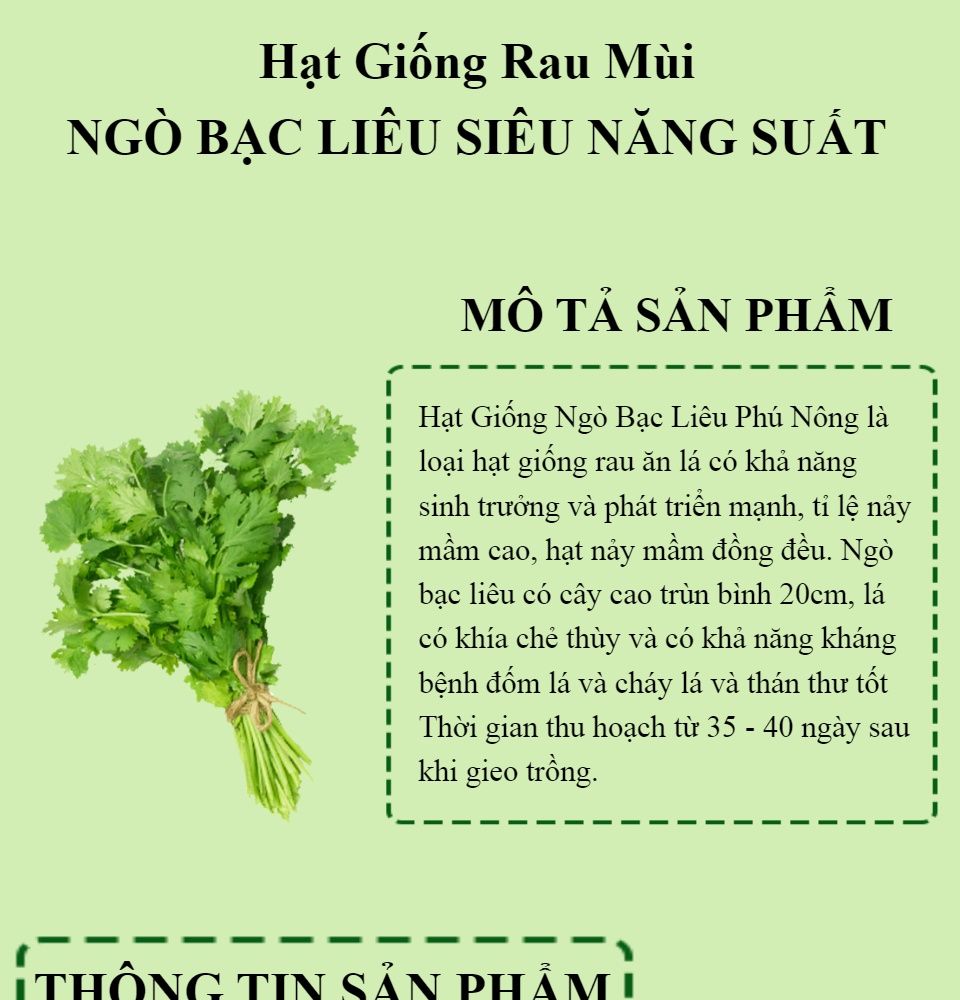 Hạt Giống Rau Mùi
NGÒ BẠC LIÊU SIÊU NĂNG SUẤT
MÔ TẢ SẢN PHẨM
Hạt Giống Ngò Bạc Liêu Phú Nông là
loại hạt giống rau ăn lá có khả năng
sinh trưởng và phát triển mạnh, tỉ lệ nảy
mầm cao, hạt nảy mầm đồng đều. Ngò
bạc liêu có cây cao trùn bình 20cm, lá
có khía chẻ thùy và có khả năng kháng
bệnh đốm lá và cháy lá và thán thư tốt
Thời gian thu hoạch từ 35 - 40 ngày sau
khi gieo trồng.
THÔNG TIN SẢN PHẨM